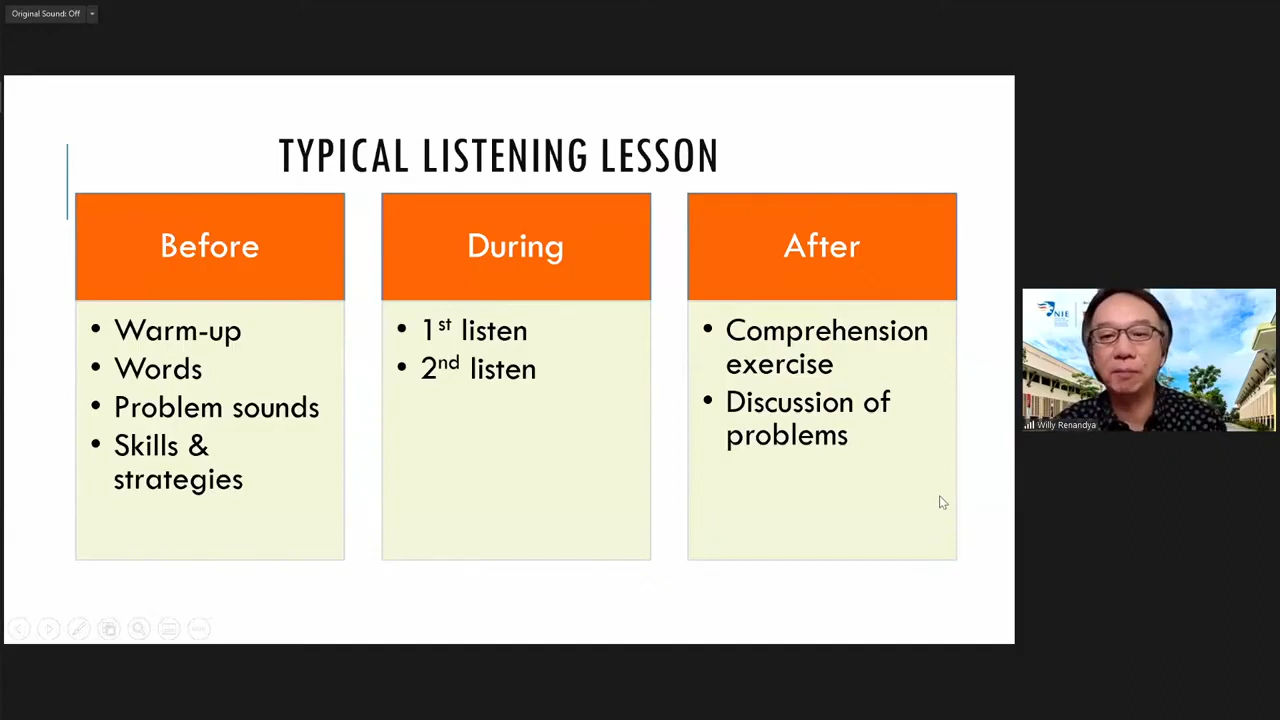 Original Sound: Off
TYPICAL LISTENING LESSON
Before
• Warm-up
• Words
• Problem sounds
• Skills &
strategies
During
• 1st listen
• 2nd listen
After
• Comprehension
exercise
• Discussion of
problems
NIE
Willy Renandya